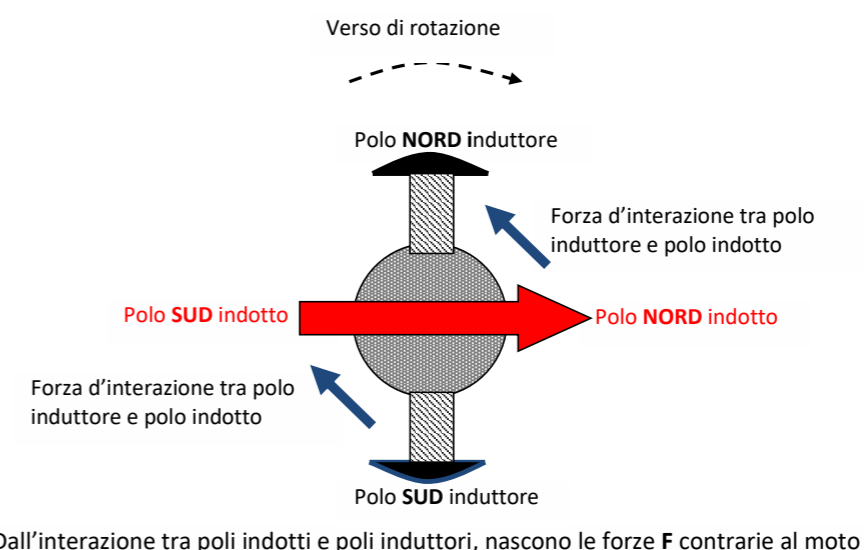 Verso di rotazione
Polo NORD induttore
Forza d’interazione tra polo
induttore e polo indotto
Polo SUD indotto
Polo NORD indotto
Forza d’interazione tra polo
induttore e polo indotto
Polo SUD induttore
Dall’interazione tra poli indotti e poli induttori, nascono le forze F contrarie al moto